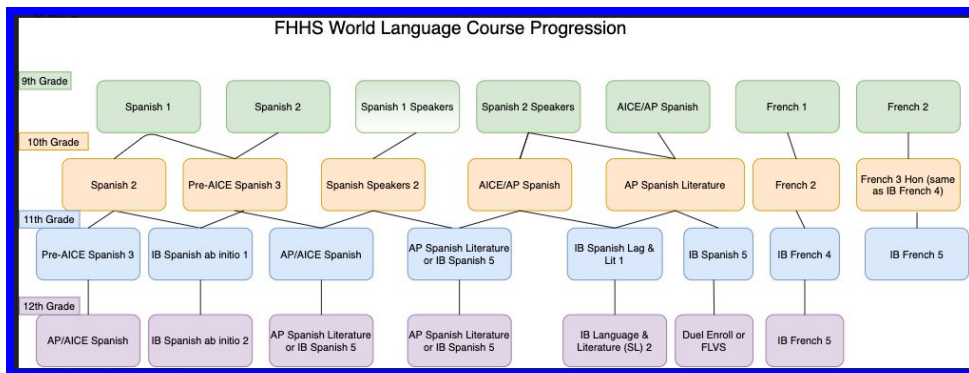 FHHS World Language Course Progression
9th Grade
Spanish 1
Spanish 2
Spanish 1 Speakers
Spanish 2 Speakers
AICE/AP Spanish
French 1
French 2
10th Grade
Spanish 2
Pre-AICE Spanish 3
Spanish Speakers 2
AICE/AP Spanish
AP Spanish Literature
French 2
French 3 Hon (same
as IB French 4)
11th Grade
Pre-AICE Spanish 3
IB Spanish ab initio 1
AP/AICE Spanish
AP Spanish Literature
or IB Spanish 5
IB Spanish Lag &
Lit 1
IB Spanish 5
IB French 4
IB French 5
12th Grade
AP/AICE Spanish
IB Spanish ab initio 2
AP Spanish Literature
or IB Spanish 5
AP Spanish Literature
or IB Spanish 5
IB Language &
Literature (SL) 2
Duel Enroll or
FLVS
IB French 5